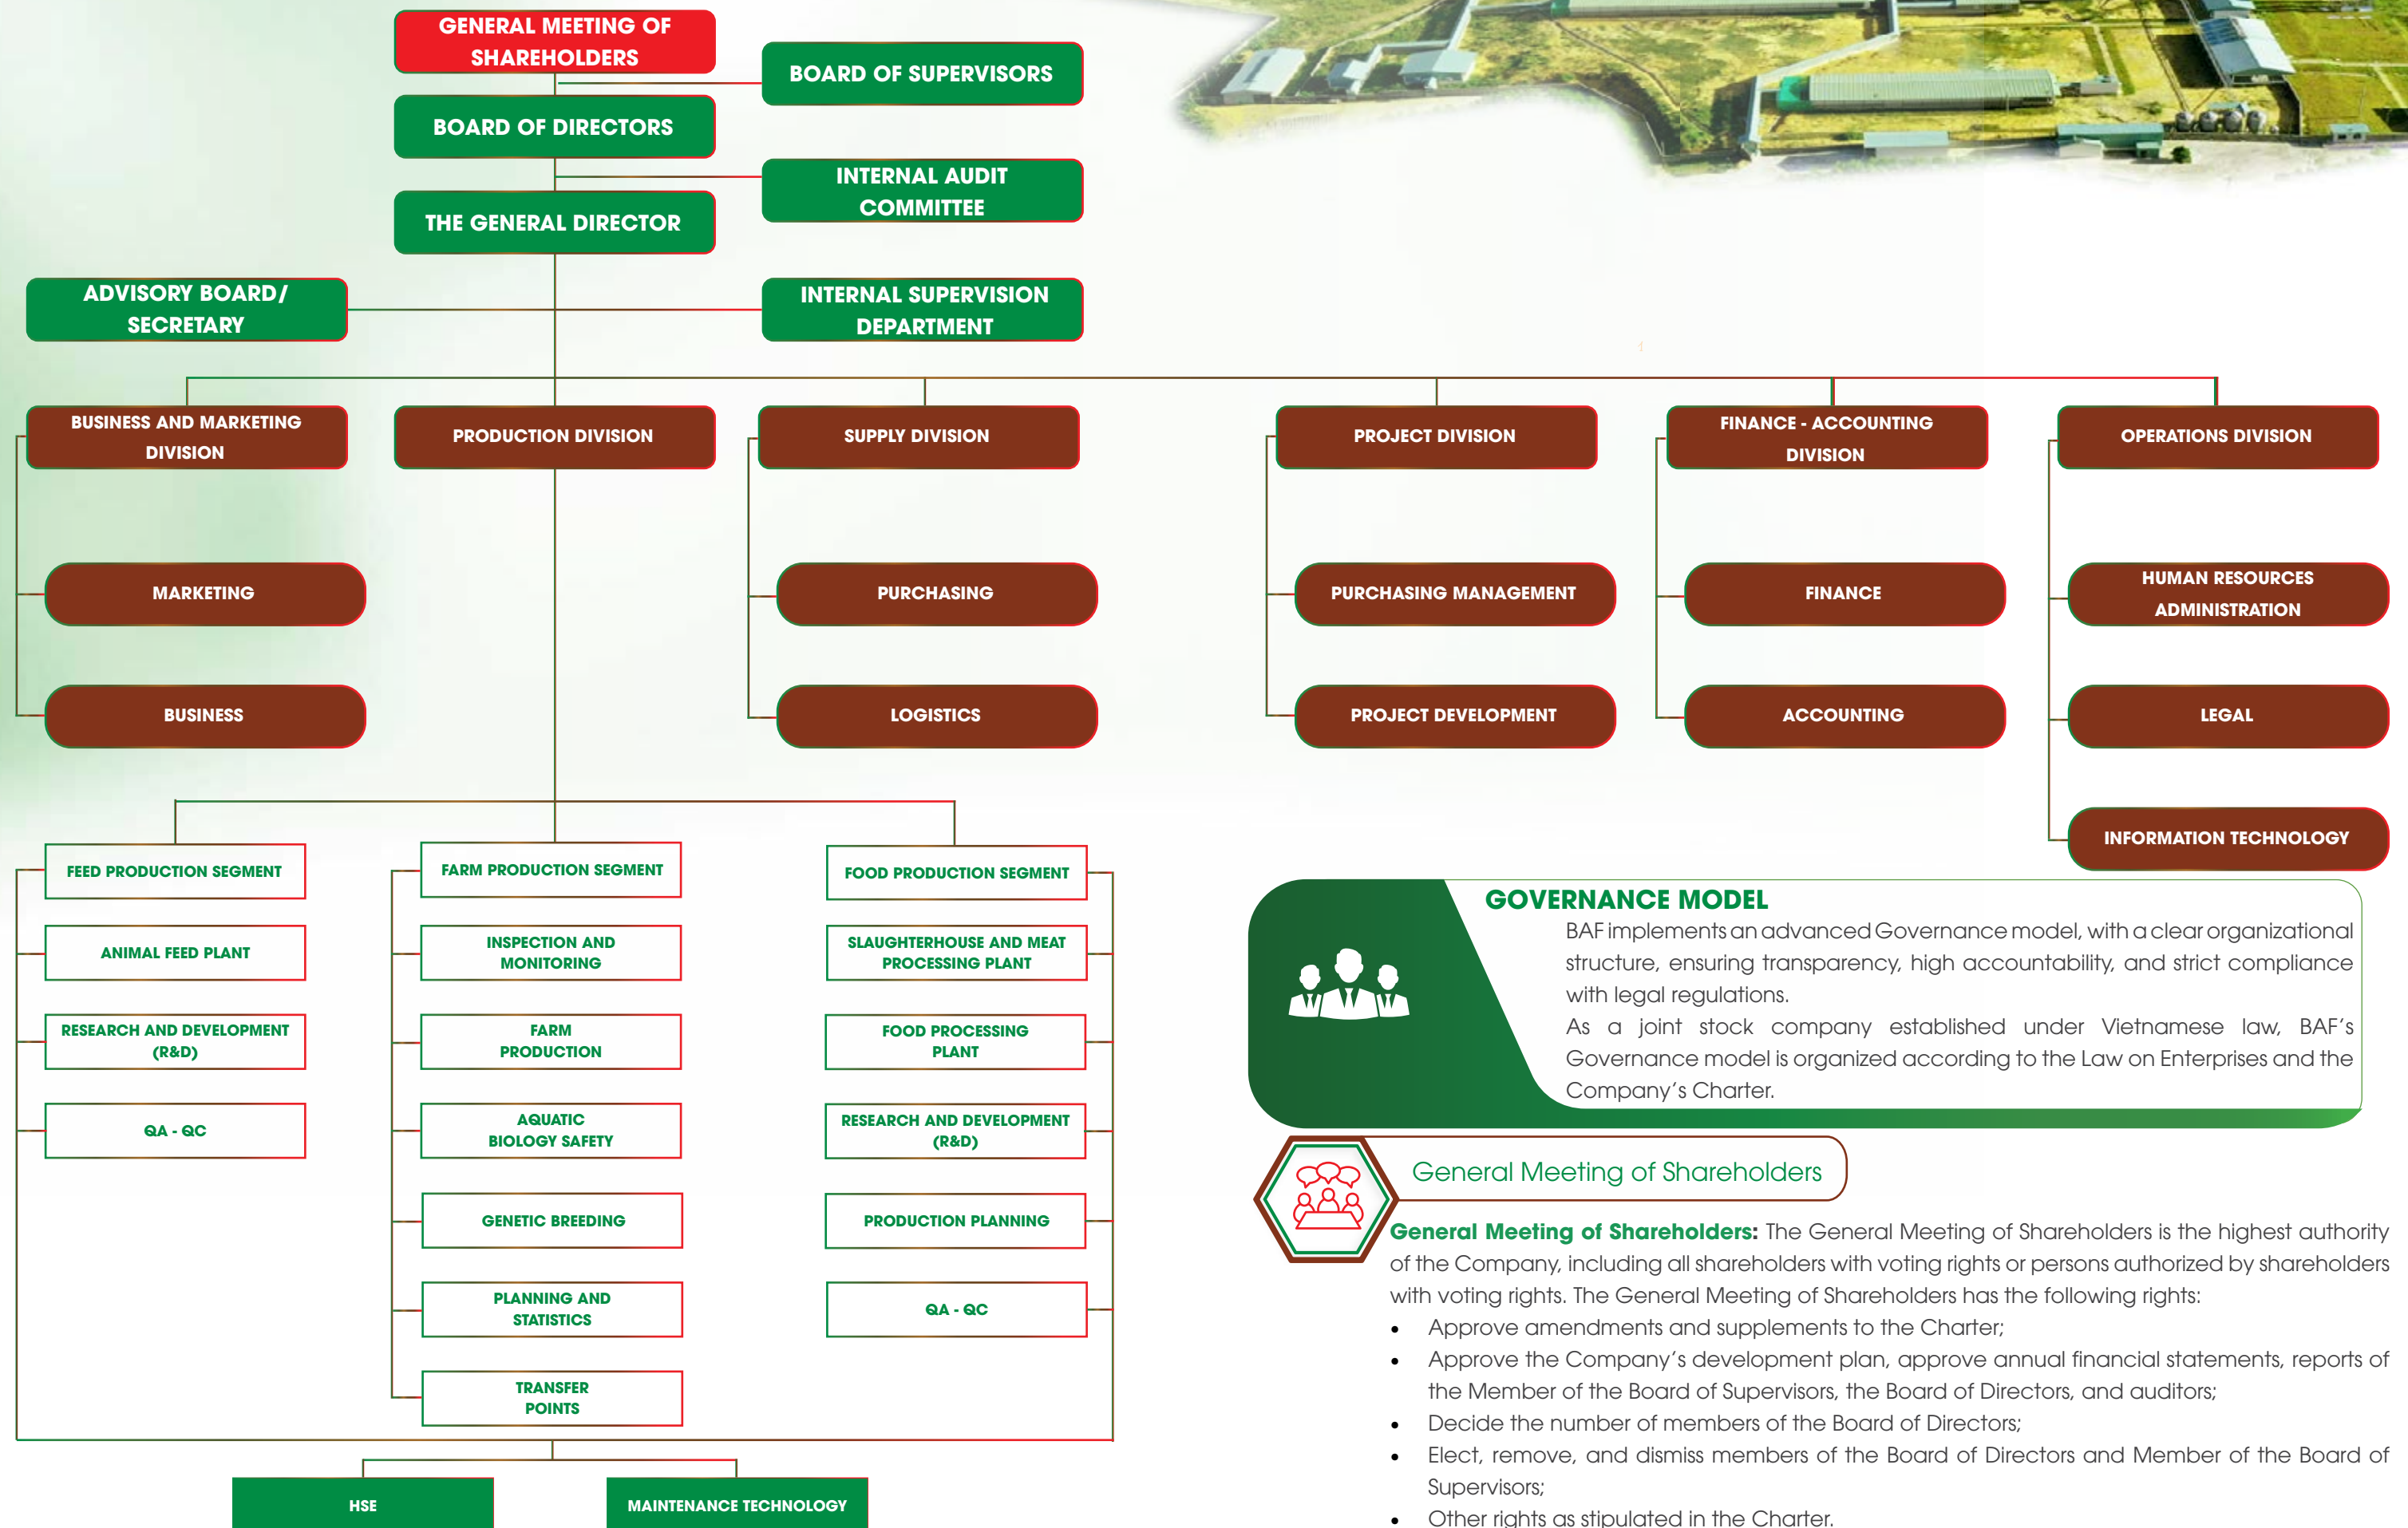 GENERAL MEETING OF
SHAREHOLDERS
BOARD OF SUPERVISORS
BOARD OF DIRECTORS
INTERNAL AUDIT
COMMITTEE
THE GENERAL DIRECTOR
ADVISORY BOARD/
SECRETARY
INTERNAL SUPERVISION
DEPARTMENT
BUSINESS AND MARKETING
DIVISION
PRODUCTION DIVISION
SUPPLY DIVISION
PROJECT DIVISION
FINANCE - ACCOUNTING
DIVISION
OPERATIONS DIVISION
MARKETING
PURCHASING
PURCHASING MANAGEMENT
FINANCE
HUMAN RESOURCES
ADMINISTRATION
BUSINESS
LOGISTICS
PROJECT DEVELOPMENT
ACCOUNTING
LEGAL
INFORMATION TECHNOLOGY
FEED PRODUCTION SEGMENT
FARM PRODUCTION SEGMENT
FOOD PRODUCTION SEGMENT
ANIMAL FEED PLANT
INSPECTION AND
MONITORING
SLAUGHTERHOUSE AND MEAT
PROCESSING PLANT
RESEARCH AND DEVELOPMENT
(R&D)
FARM
PRODUCTION
FOOD PROCESSING
PLANT
QA - QC
AQUATIC
BIOLOGY SAFETY
RESEARCH AND DEVELOPMENT
(R&D)
GENETIC BREEDING
PRODUCTION PLANNING
PLANNING AND
STATISTICS
QA - QC
TRANSFER
POINTS
HSE
MAINTENANCE TECHNOLOGY
GOVERNANCE MODEL
BAF implements an advanced Governance model, with a clear organizational
structure, ensuring transparency, high accountability, and strict compliance
with legal regulations.
As a joint stock company established under Vietnamese law, BAF's
Governance model is organized according to the Law on Enterprises and the
Company's Charter.
General Meeting of Shareholders
General Meeting of Shareholders: The General Meeting of Shareholders is the highest authority
of the Company, including all shareholders with voting rights or persons authorized by shareholders
with voting rights. The General Meeting of Shareholders has the following rights:
• Approve amendments and supplements to the Charter;
• Approve the Company's development plan, approve annual financial statements, reports of
the Member of the Board of Supervisors, the Board of Directors, and auditors;
• Decide the number of members of the Board of Directors;
• Elect, remove, and dismiss members of the Board of Directors and Member of the Board of
Supervisors;
• Other rights as stipulated in the Charter.